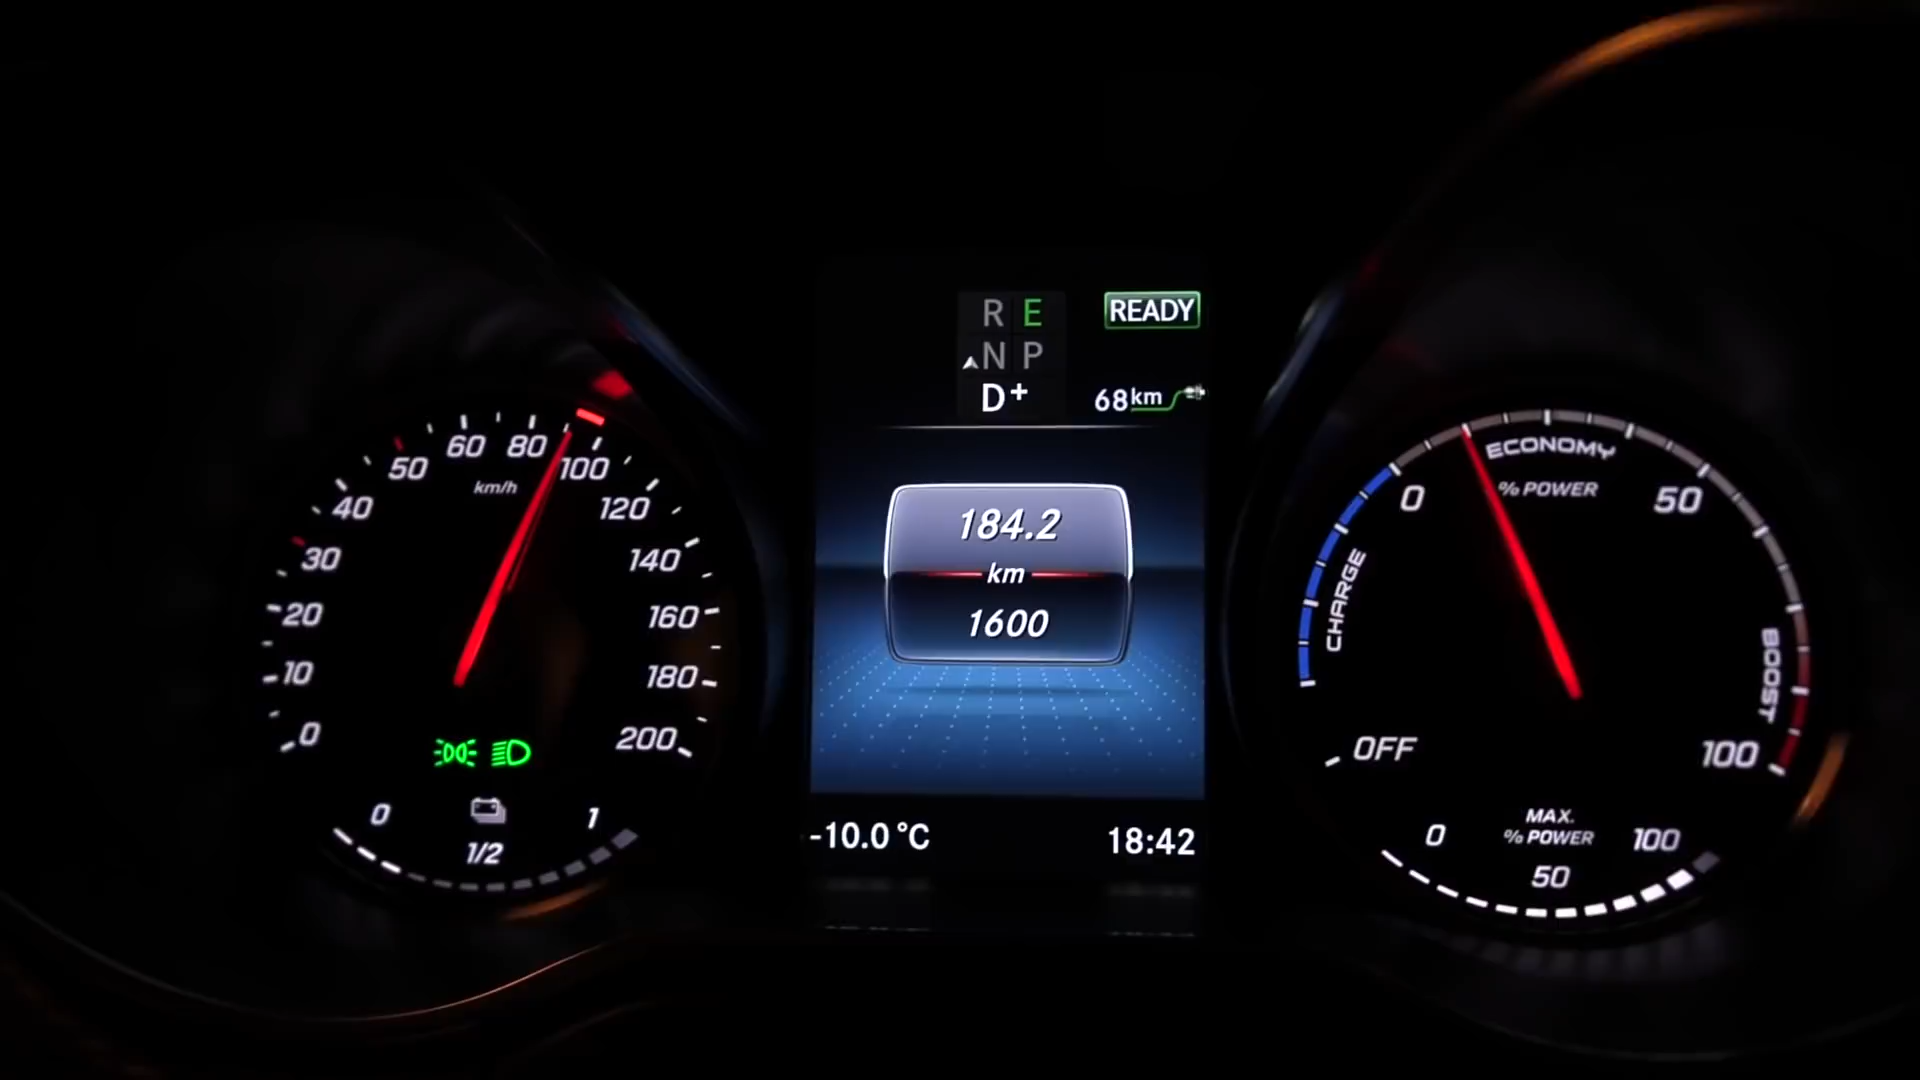 0
10
20
30
40
50
60
80
100
120
140
160
180
200
km/h
0
1/2
1
R E
N P
D+
READY
68km
184.2
km
1600
-10.0 °C
18:42
CHARGE
OFF
0
ECONOMY
% POWER
50
BOOST
100
MAX.
% POWER
0
50
100